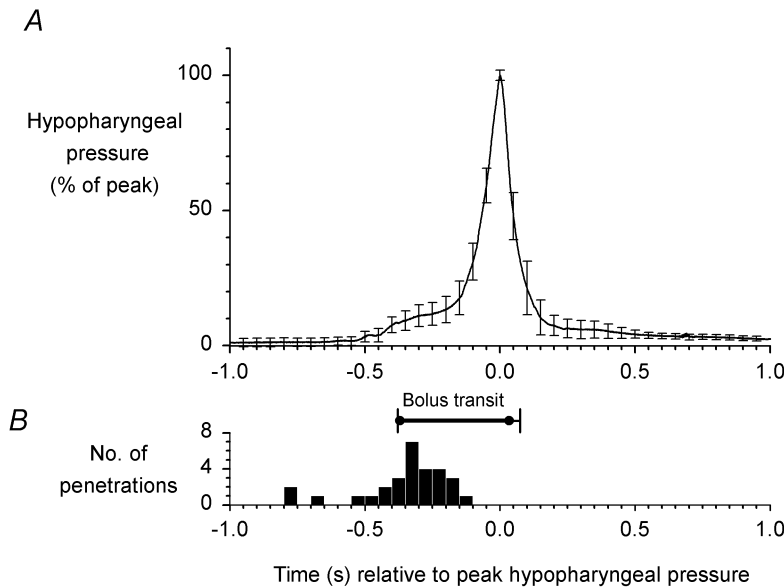 A
100
Hypopharyngeal
pressure
(% of peak)
50
0
-1.0 -0.5 0.0 0.5 1.0
Bolus transit
B
8
No. of
4
penetrations
0
-1.0 -0.5 0.0 0.5 1.0
Time (s) relative to peak hypopharyngeal pressure